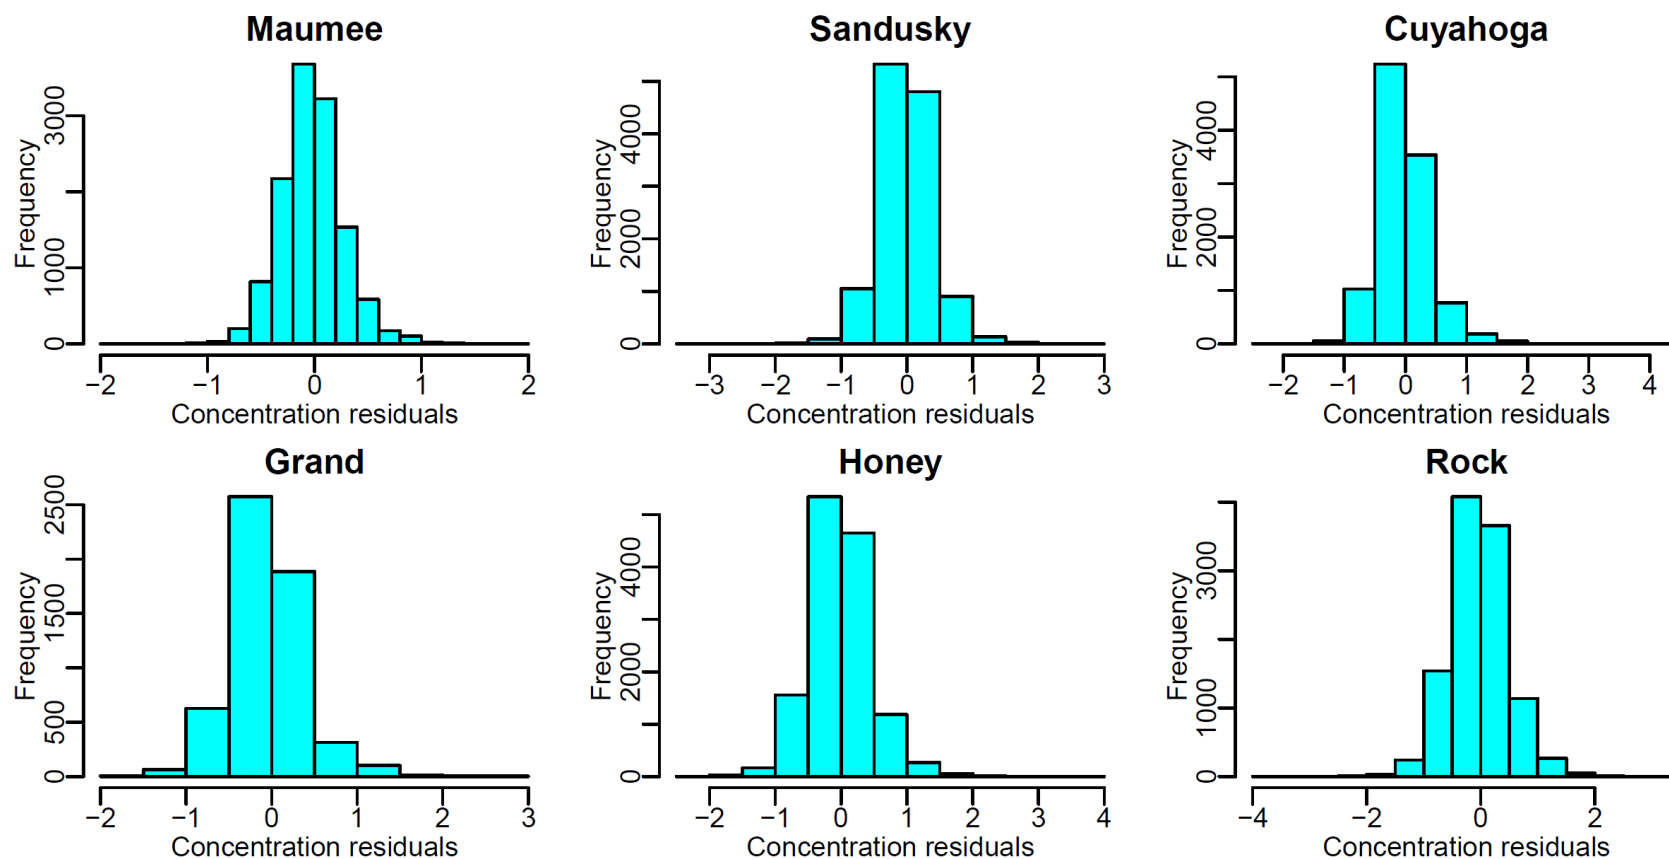 Maumee
Frequency
0 1000 3000
−2 −1 0 1 2
Concentration residuals
Sandusky
Frequency
0 2000 4000
−3 −2 −1 0 1 2 3
Concentration residuals
Cuyahoga
Frequency
0 2000 4000
−2 −1 0 1 2 3 4
Concentration residuals
Grand
Frequency
0 500 1500 2500
−2 −1 0 1 2 3
Concentration residuals
Honey
Frequency
0 2000 4000
−2 −1 0 1 2 3 4
Concentration residuals
Rock
Frequency
0 1000 3000
−4 −2 0 2
Concentration residuals